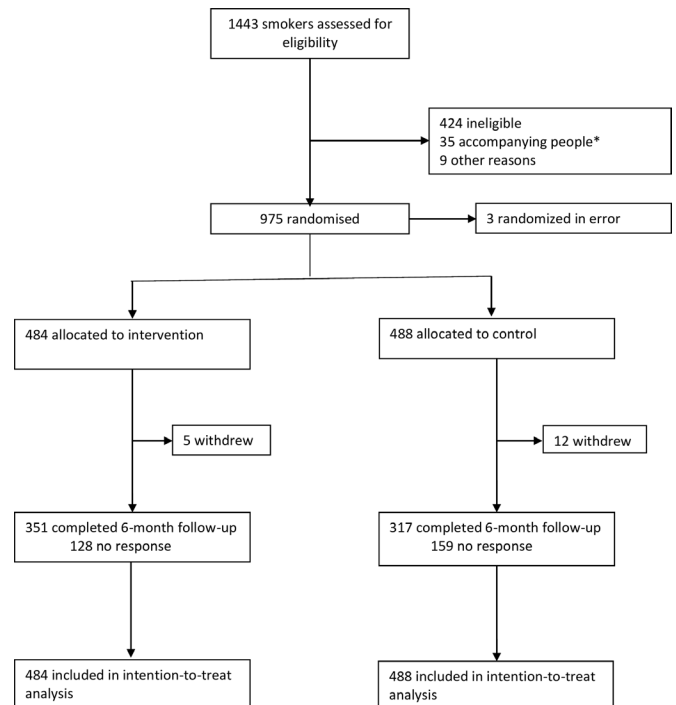 1443 smokers assessed for
eligibility
424 ineligible
35 accompanying people*
9 other reasons
975 randomised
3 randomized in error
484 allocated to intervention
488 allocated to control
5 withdrew
12 withdrew
351 completed 6-month follow-up
128 no response
317 completed 6-month follow-up
159 no response
484 included in intention-to-treat
analysis
488 included in intention-to-treat
analysis